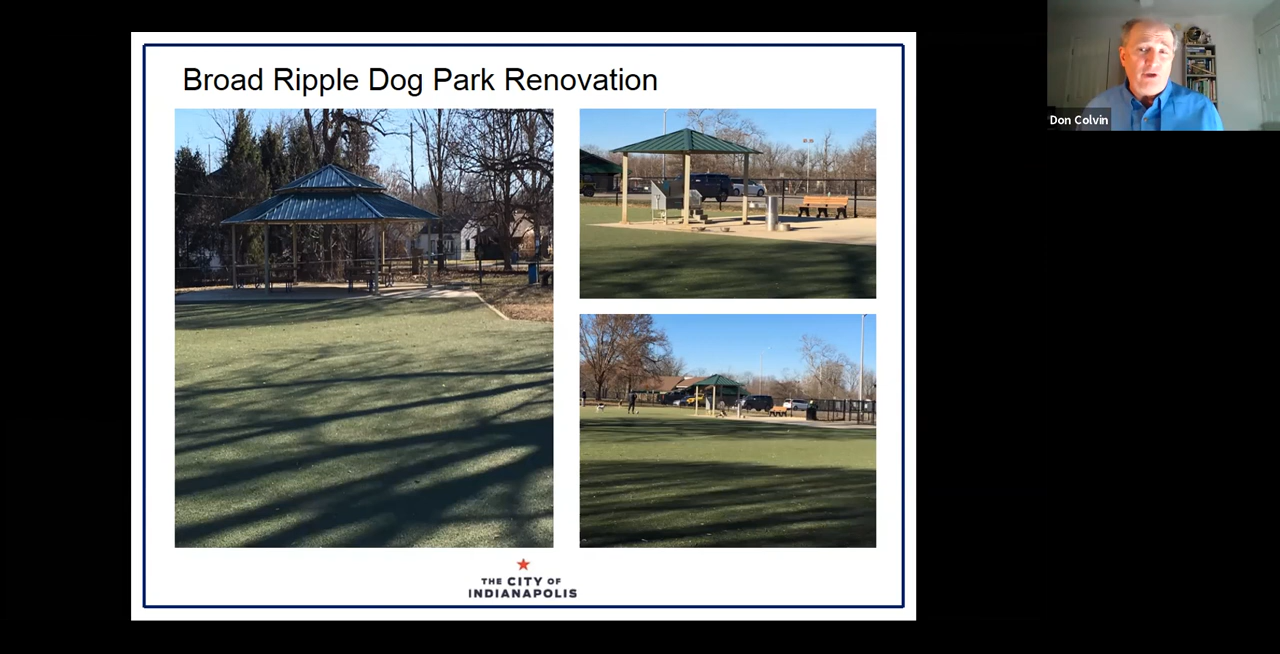 Broad Ripple Dog Park Renovation
Don Colvin
THE CITY OF
INDIANAPOLIS